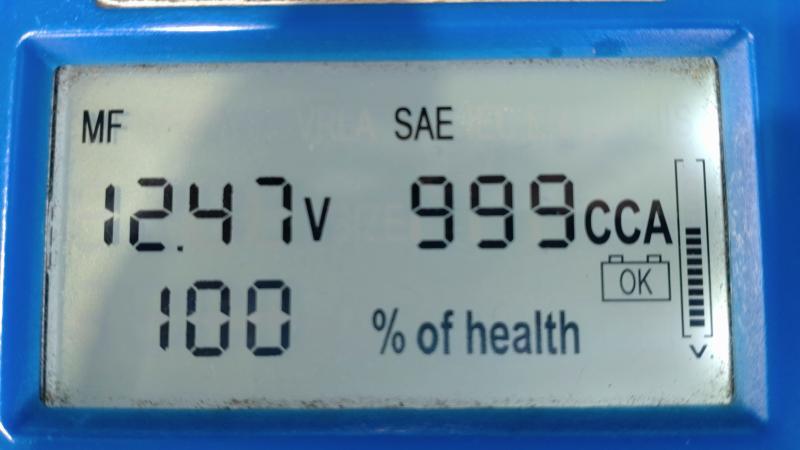 MF SAE
12.47V 999CCA
OK
100 % of health